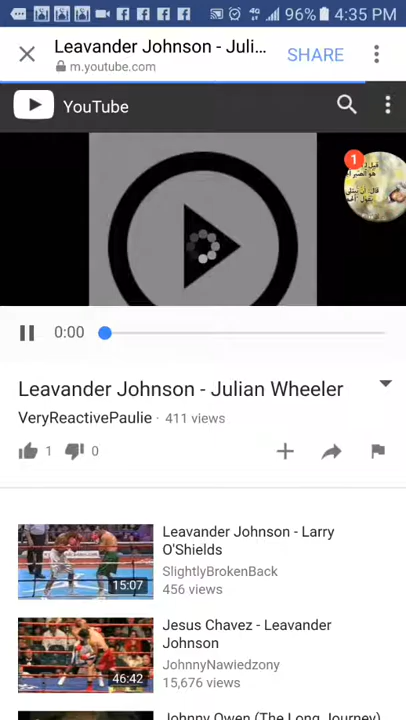 96% 4:35 PM
Leavander Johnson - Juli... SHARE
m.youtube.com
YouTube
1
0:00
Leavander Johnson - Julian Wheeler
VeryReactivePaulie · 411 views
1 0
Leavander Johnson - Larry
O'Shields
SlightlyBrokenBack
456 views
15:07
Jesus Chavez - Leavander
Johnson
JohnnyNawiedzony
15,676 views
46:42
Johnny Owen (The Long Journey)